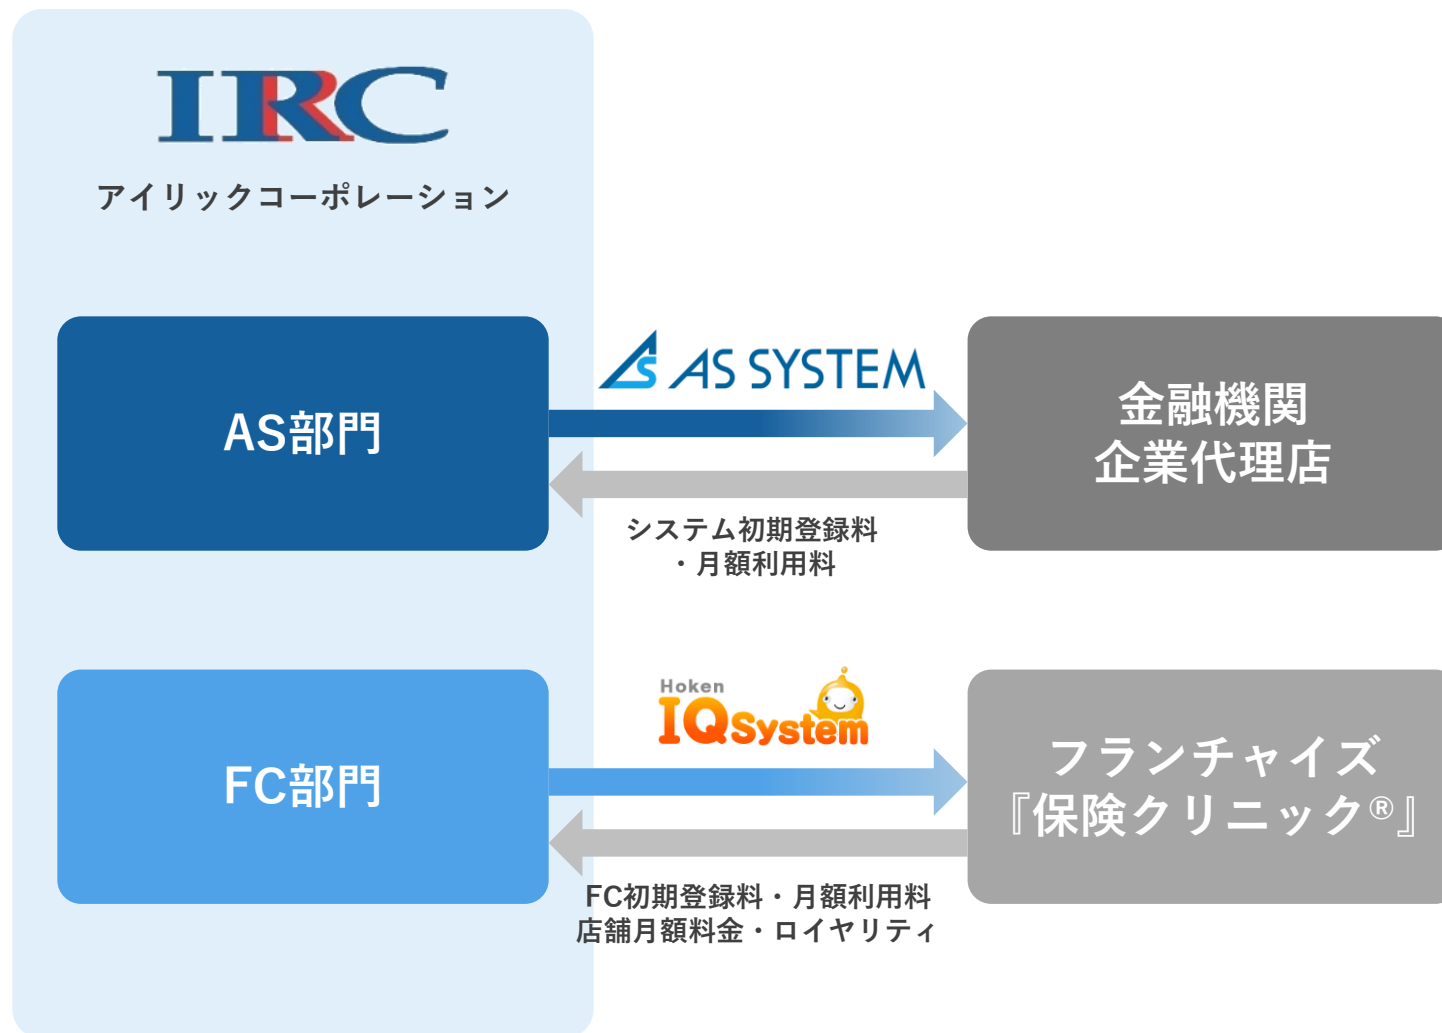 IRC
アイリックコーポレーション
AS部門
AS AS SYSTEM
金融機関
企業代理店
システム初期登録料
・月額利用料
FC部門
Hoken
IQSystem
フランチャイズ
『保険クリニック®』
FC初期登録料・月額利用料
店舗月額料金・ロイヤリティ